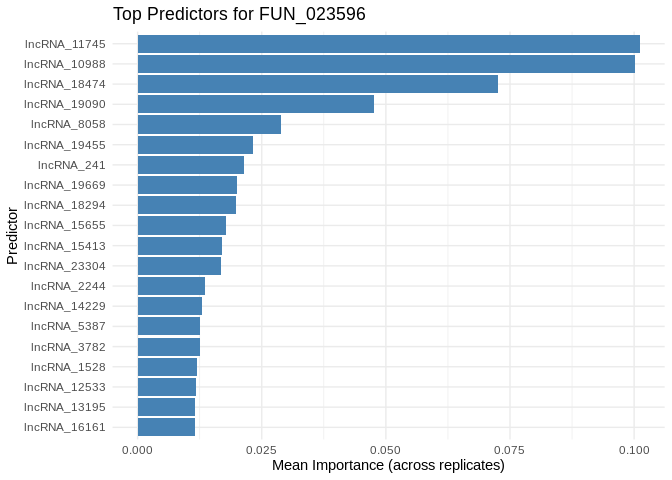 Top Predictors for FUN_023596
Predictor
lncRNA_11745
lncRNA_10988
lncRNA_18474
lncRNA_19090
lncRNA_8058
lncRNA_19455
lncRNA_241
lncRNA_19669
lncRNA_18294
lncRNA_15655
lncRNA_15413
lncRNA_23304
lncRNA_2244
lncRNA_14229
lncRNA_5387
lncRNA_3782
lncRNA_1528
lncRNA_12533
lncRNA_13195
lncRNA_16161
0.000 0.025 0.050 0.075 0.100
Mean Importance (across replicates)